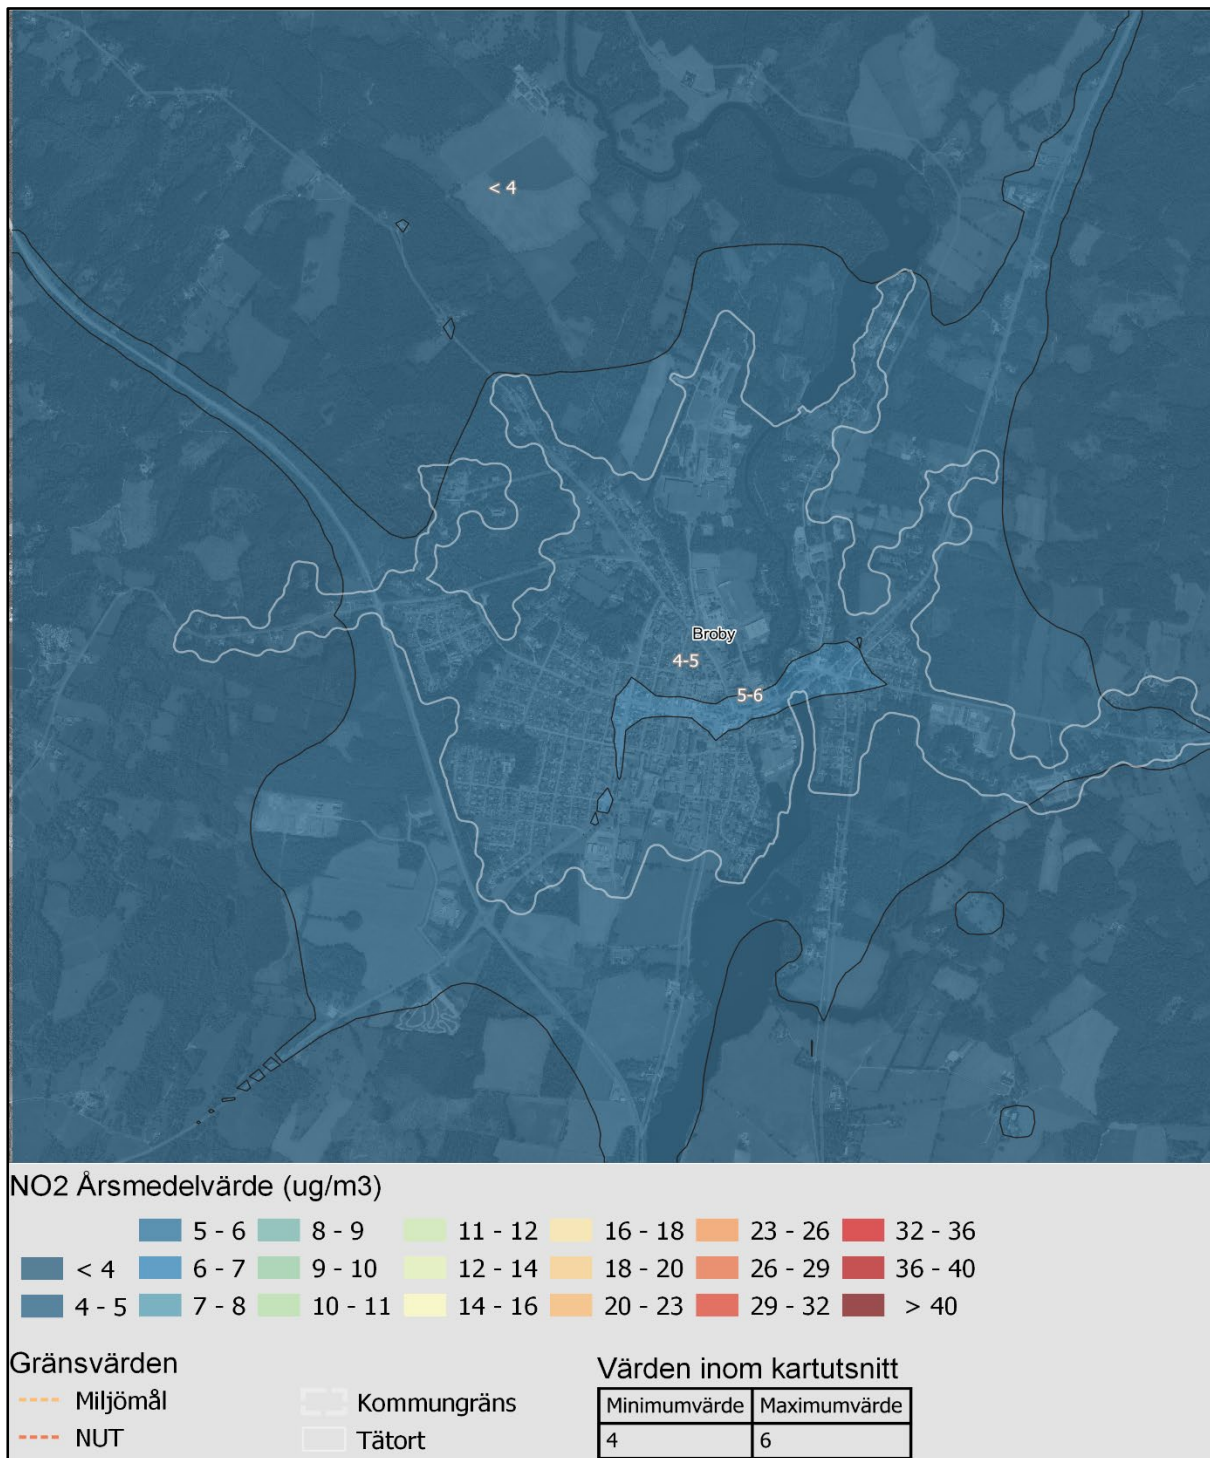 < 4
Broby
4-5
5-6
NO2 Årsmedelvärde (ug/m3)
5 - 6 8 - 9 11 - 12 16 - 18 23 - 26 32 - 36
< 4 6 - 7 9 - 10 12 - 14 18 - 20 26 - 29 36 - 40
4 - 5 7 - 8 10 - 11 14 - 16 20 - 23 29 - 32 > 40
Gränsvärden
Miljömål
NUT
Kommungräns
Tätort
Värden inom kartutsnitt
Minimumvärde Maximumvärde
4 6